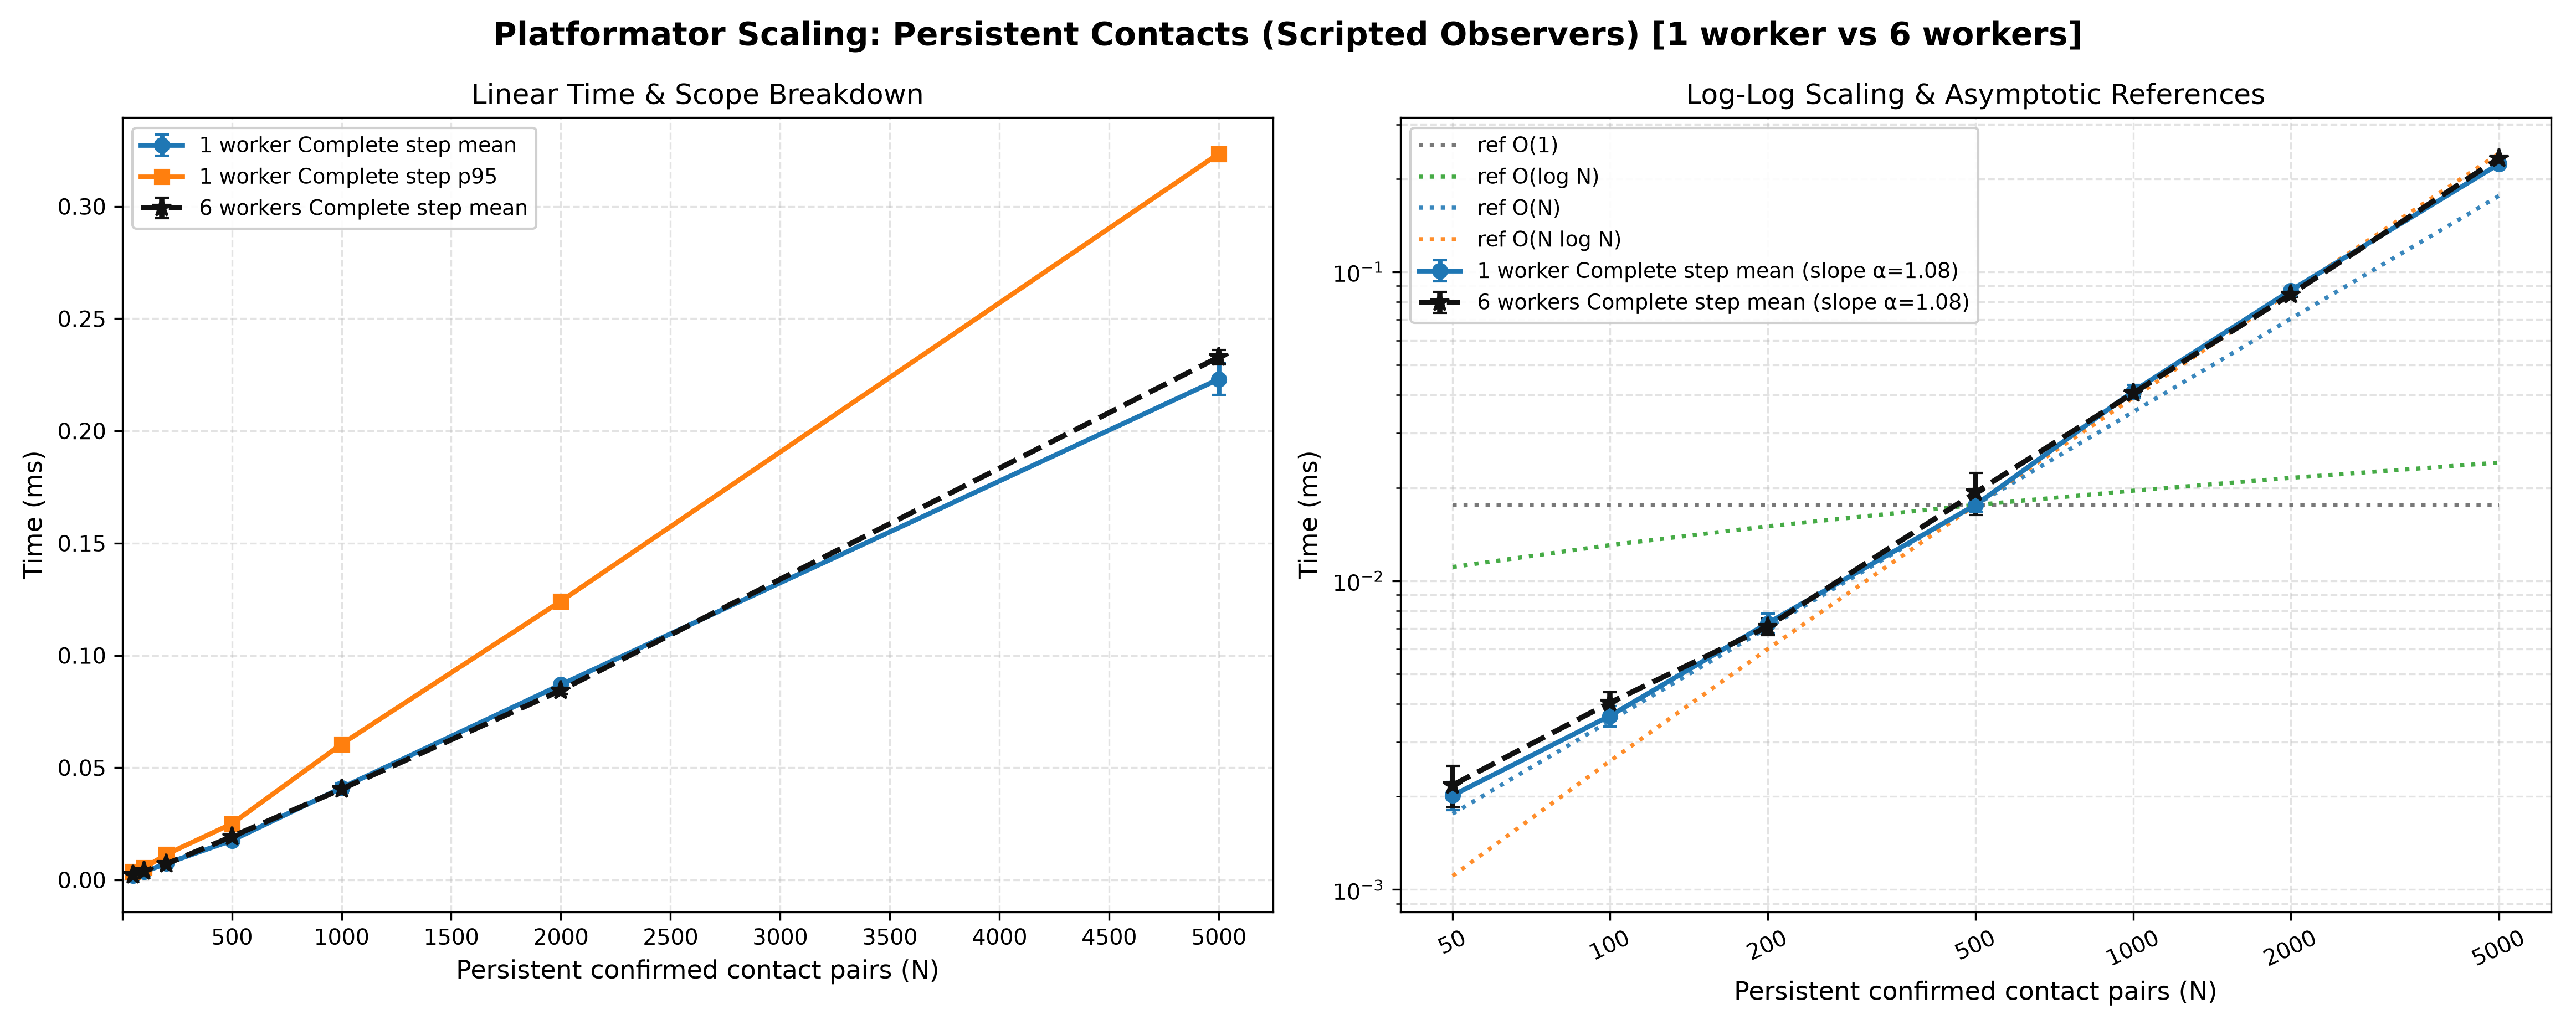 Platformator Scaling: Persistent Contacts (Scripted Observers) [1 worker vs 6 workers]
Linear Time & Scope Breakdown
1 worker Complete step mean
1 worker Complete step p95
6 workers Complete step mean
0.30
0.25
0.20
0.15
0.10
0.05
0.00
Time (ms)
500 1000 1500 2000 2500 3000 3500 4000 4500 5000
Persistent confirmed contact pairs (N)
Log-Log Scaling & Asymptotic References
ref O(1)
ref O(log N)
ref O(N)
ref O(N log N)
1 worker Complete step mean (slope α=1.08)
6 workers Complete step mean (slope α=1.08)
10⁻¹
10⁻²
10⁻³
Time (ms)
50 100 200 500 1000 2000 5000
Persistent confirmed contact pairs (N)